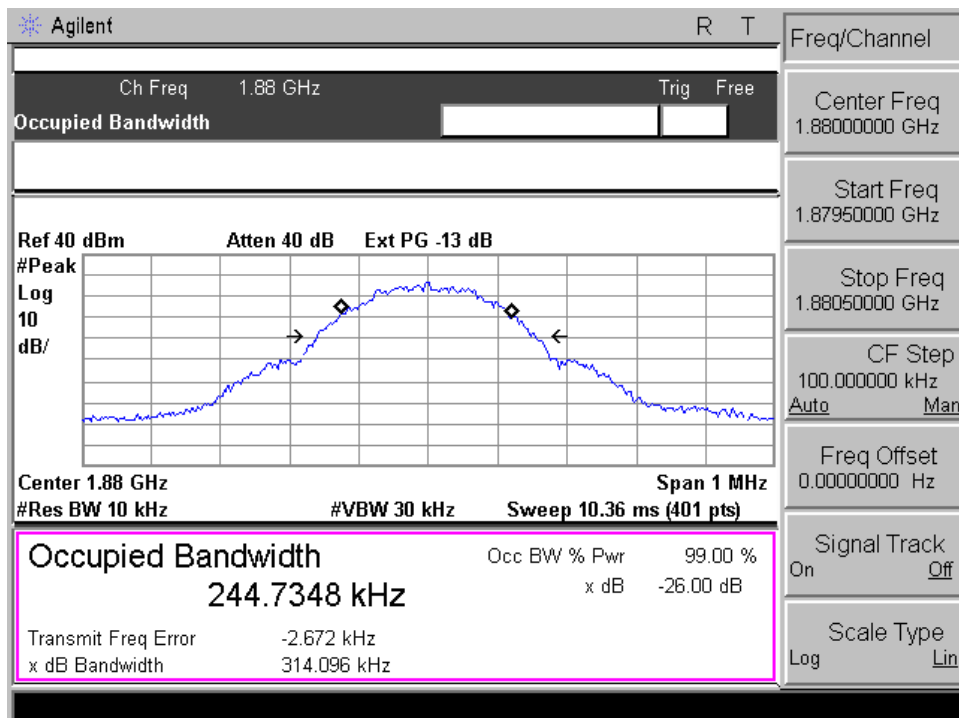 Agilent R T
Ch Freq 1.88 GHz Trig Free
Occupied Bandwidth
Ref 40 dBm Atten 40 dB Ext PG -13 dB
#Peak
Log
10
dB/
Center 1.88 GHz Span 1 MHz
#Res BW 10 kHz #VBW 30 kHz Sweep 10.36 ms (401 pts)
Occupied Bandwidth Occ BW % Pwr 99.00 %
244.7348 kHz x dB -26.00 dB
Transmit Freq Error -2.672 kHz
x dB Bandwidth 314.096 kHz
Freq/Channel
Center Freq
1.88000000 GHz
Start Freq
1.87950000 GHz
Stop Freq
1.88050000 GHz
CF Step
100.000000 kHz
Auto Man
Freq Offset
0.00000000 Hz
Signal Track
On Off
Scale Type
Log Lin